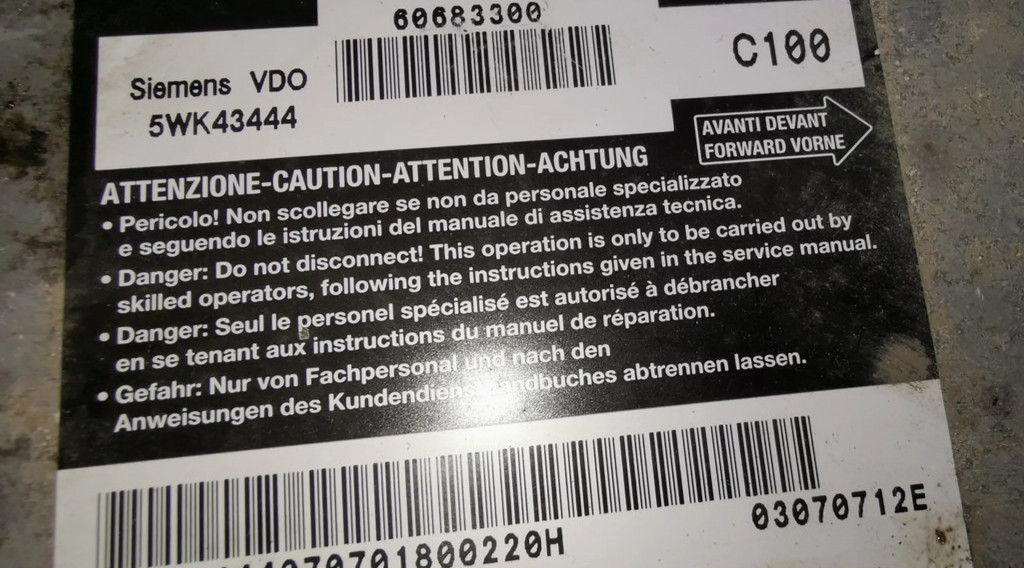 60683300
Siemens VDO
5WK43444
C100
AVANTI DEVANT
FORWARD VORNE
ATTENZIONE-CAUTION-ATTENTION-ACHTUNG
• Pericolo! Non scollegare se non da personale specializzato
e seguendo le istruzioni del manuale di assistenza tecnica.
• Danger: Do not disconnect! This operation is only to be carried out by
skilled operators, following the instructions given in the service manual.
• Danger: Seul le personel spécialisé est autorisé à débrancher
en se tenant aux instructions du manuel de réparation.
• Gefahr: Nur von Fachpersonal und nach den
Anweisungen des abtrennen lassen.
03070712E